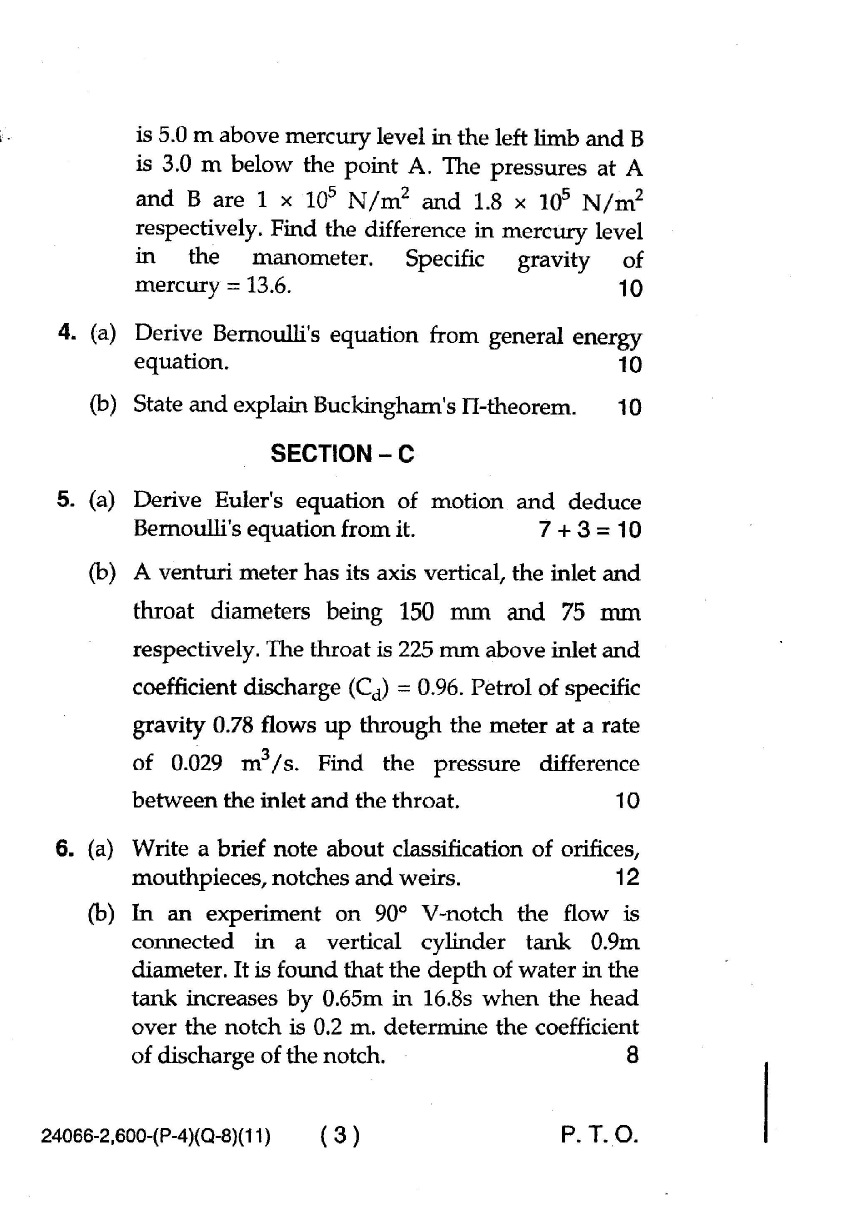 is 5.0 m above mercury level in the left limb and B
is 3.0 m below the point A. The pressures at A
and B are 1 × 10⁵ N/m² and 1.8 × 10⁵ N/m²
respectively. Find the difference in mercury level
in the manometer. Specific gravity of
mercury = 13.6. 10
4. (a) Derive Bernoulli's equation from general energy
equation. 10
(b) State and explain Buckingham's Π-theorem. 10
SECTION – C
5. (a) Derive Euler's equation of motion and deduce
Bernoulli's equation from it. 7 + 3 = 10
(b) A venturi meter has its axis vertical, the inlet and
throat diameters being 150 mm and 75 mm
respectively. The throat is 225 mm above inlet and
coefficient discharge (C_d) = 0.96. Petrol of specific
gravity 0.78 flows up through the meter at a rate
of 0.029 m³/s. Find the pressure difference
between the inlet and the throat. 10
6. (a) Write a brief note about classification of orifices,
mouthpieces, notches and weirs. 12
(b) In an experiment on 90° V-notch the flow is
connected in a vertical cylinder tank 0.9m
diameter. It is found that the depth of water in the
tank increases by 0.65m in 16.8s when the head
over the notch is 0.2 m. determine the coefficient
of discharge of the notch. 8
24066-2,600-(P-4)(Q-8)(11) ( 3 ) P. T. O.